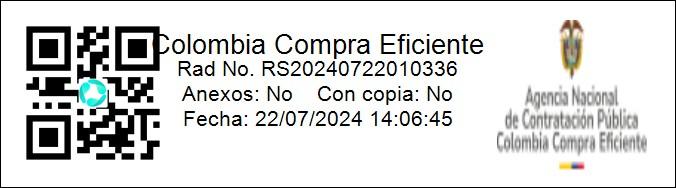 Colombia Compra Eficiente
Rad No. RS20240722010336
Anexos: No Con copia: No
Fecha: 22/07/2024 14:06:45
Agencia Nacional
de Contratación Pública
Colombia Compra Eficiente